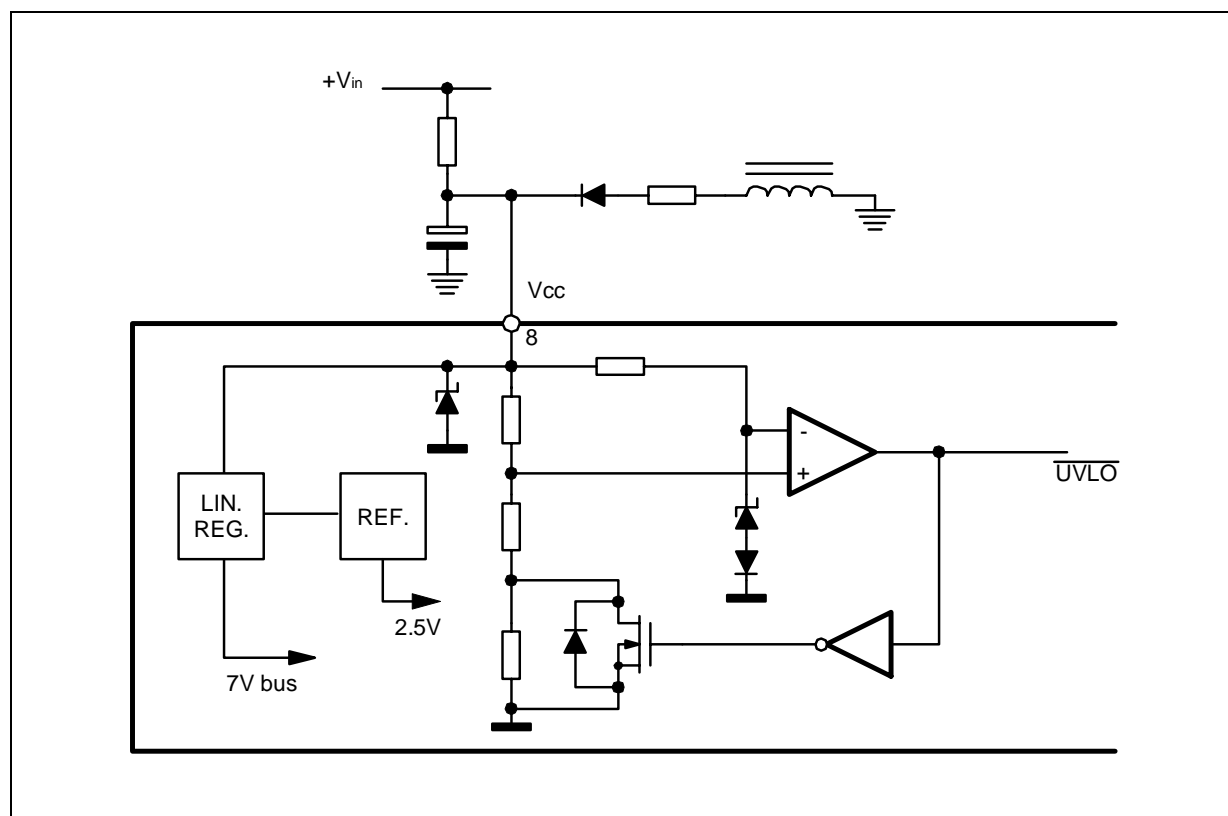 +Vin
Vcc
8
-
+
UVLO
LIN.
REG.
REF.
2.5V
7V bus